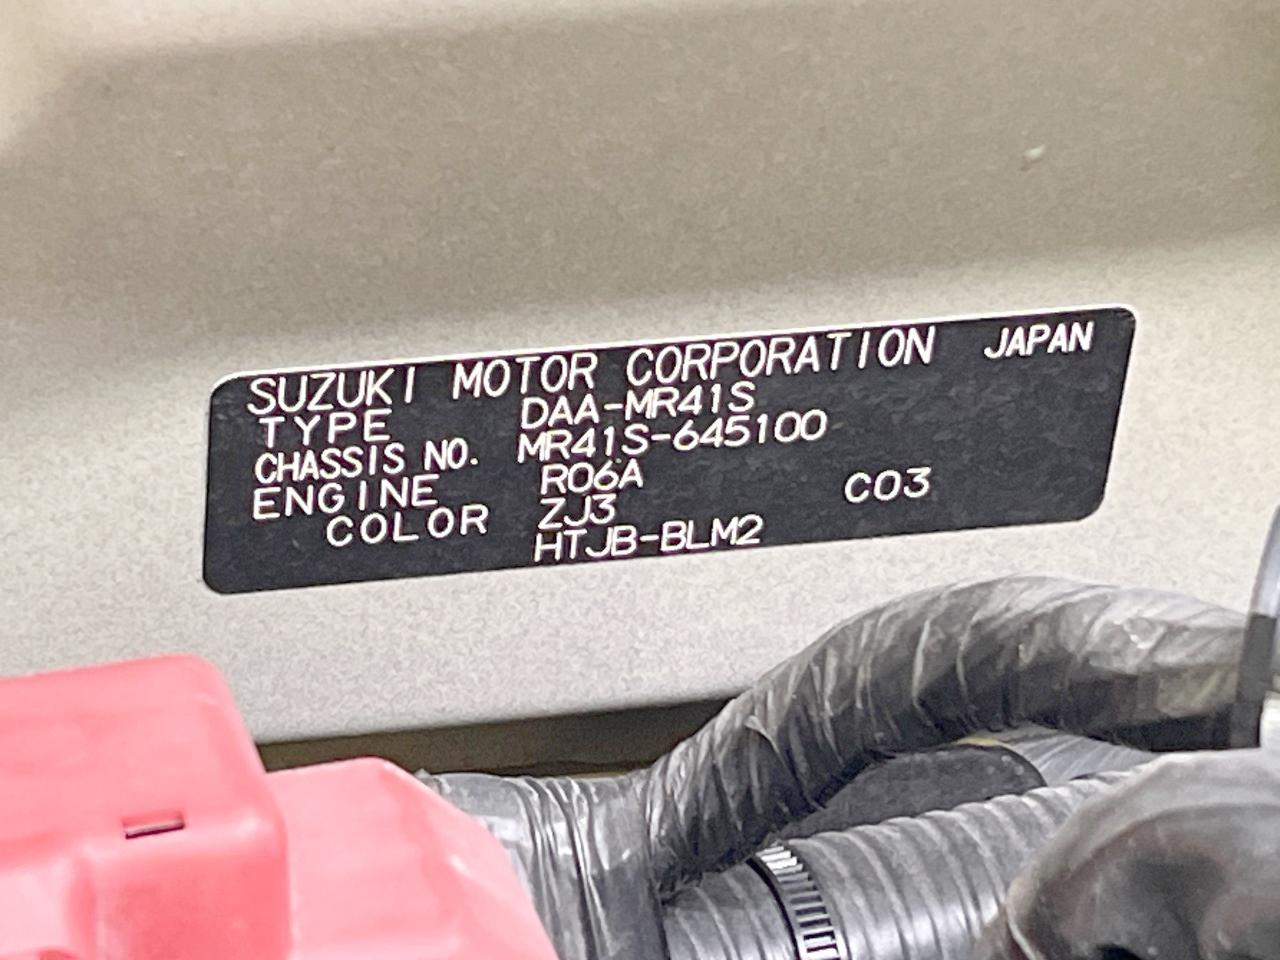 SUZUKI MOTOR CORPORATION JAPAN
TYPE DAA-MR41S
CHASSIS NO. MR41S-645100
ENGINE R06A
COLOR ZJ3 C03
HTJB-BLM2